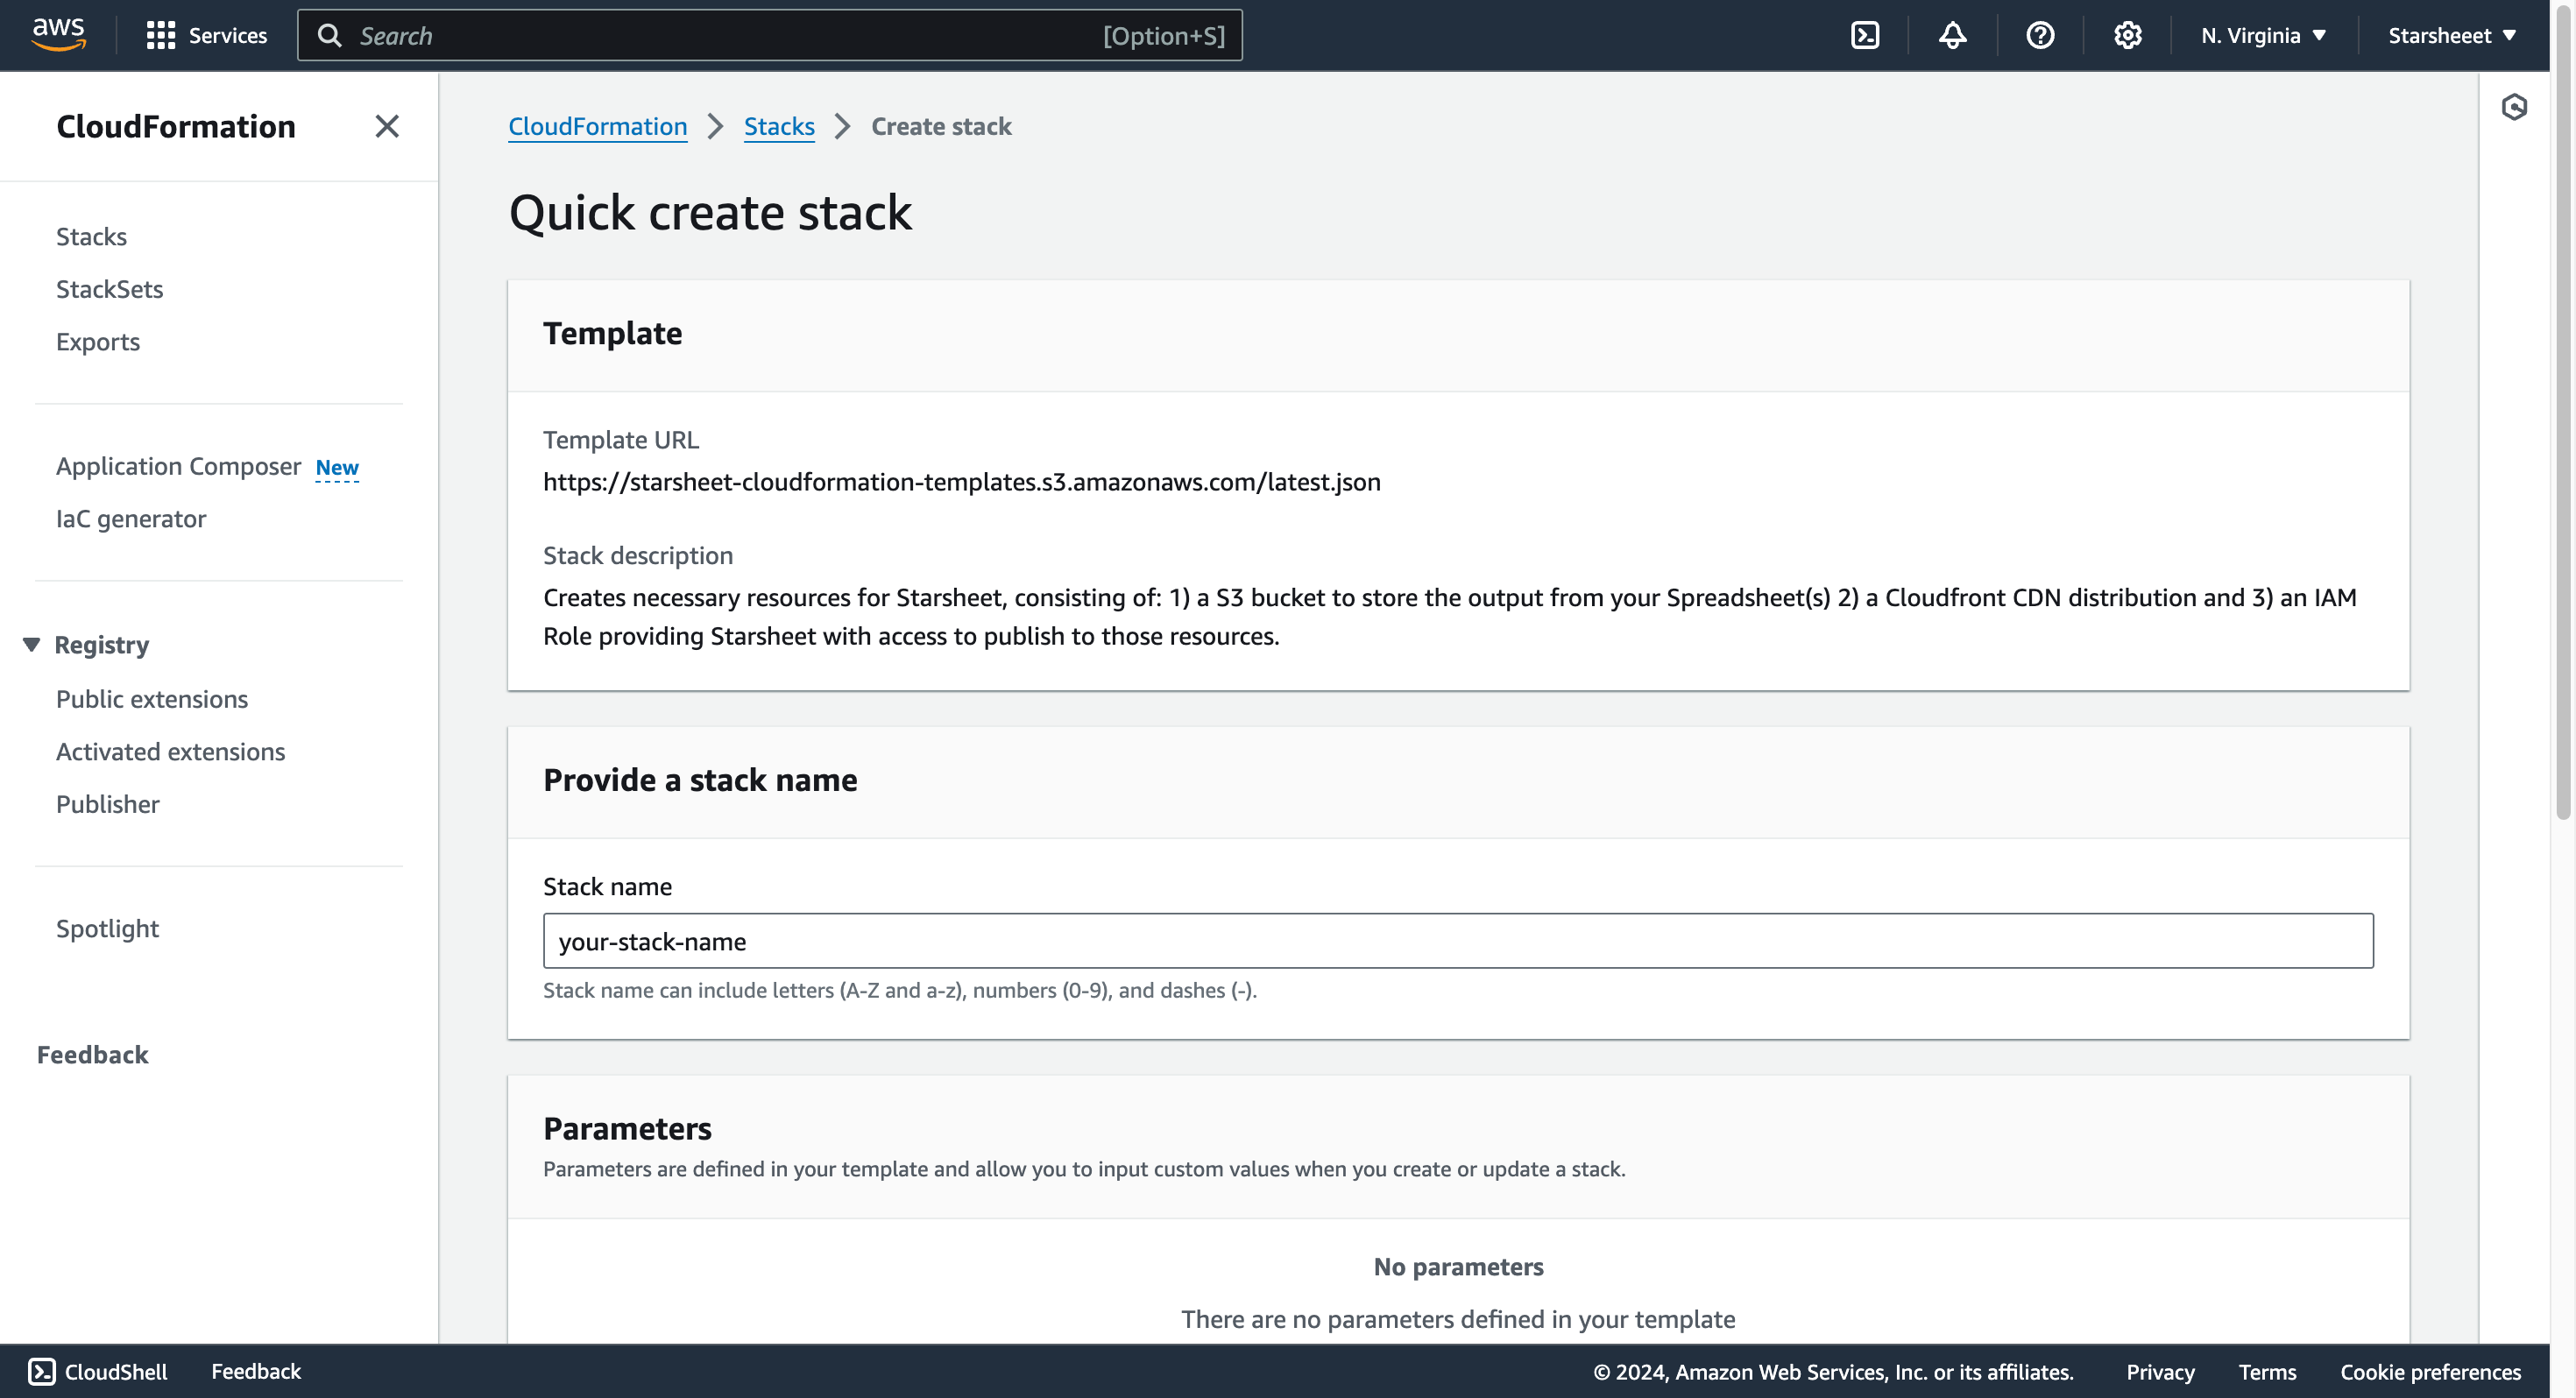 aws
Services
Search
[Option+S]
N. Virginia
Starsheeet
CloudFormation
Stacks
StackSets
Exports
Application Composer New
IaC generator
Registry
Public extensions
Activated extensions
Publisher
Spotlight
Feedback
CloudFormation
Stacks
Create stack
Quick create stack
Template
Template URL
https://starsheet-cloudformation-templates.s3.amazonaws.com/latest.json
Stack description
Creates necessary resources for Starsheet, consisting of: 1) a S3 bucket to store the output from your Spreadsheet(s) 2) a Cloudfront CDN distribution and 3) an IAM
Role providing Starsheet with access to publish to those resources.
Provide a stack name
Stack name
your-stack-name
Stack name can include letters (A-Z and a-z), numbers (0-9), and dashes (-).
Parameters
Parameters are defined in your template and allow you to input custom values when you create or update a stack.
No parameters
There are no parameters defined in your template
CloudShell
Feedback
© 2024, Amazon Web Services, Inc. or its affiliates.
Privacy
Terms
Cookie preferences